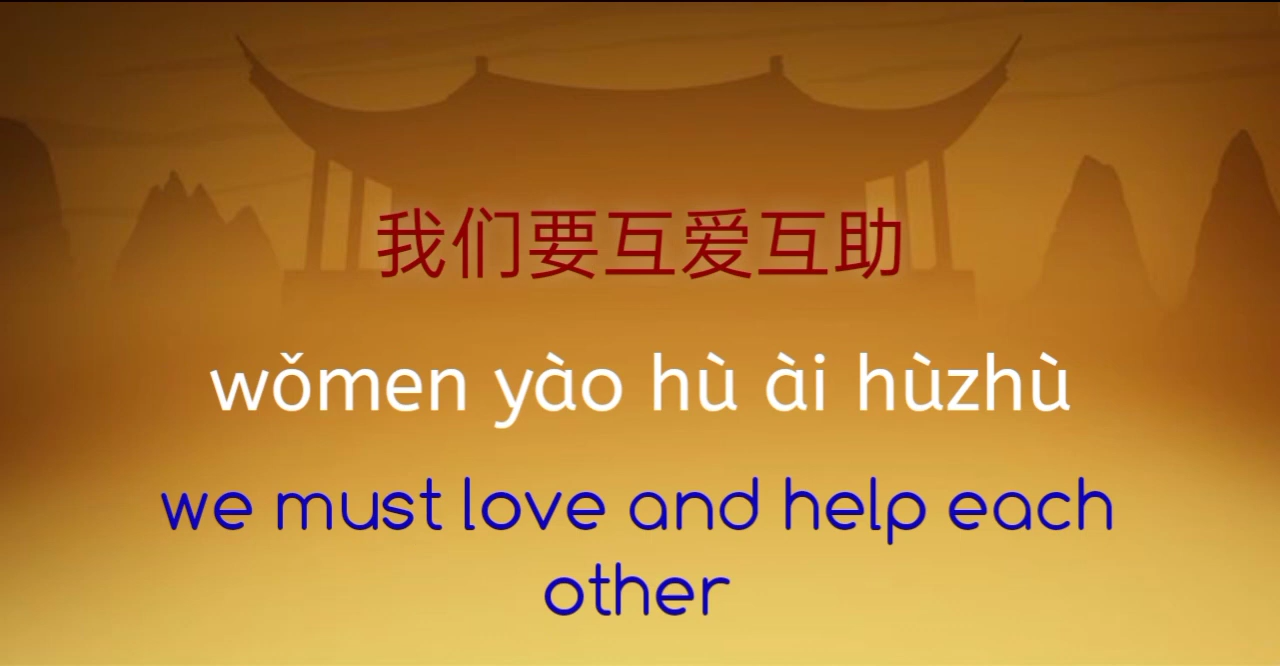 我们要互爱互助
wǒmen yào hù ài hùzhù
we must love and help each
other